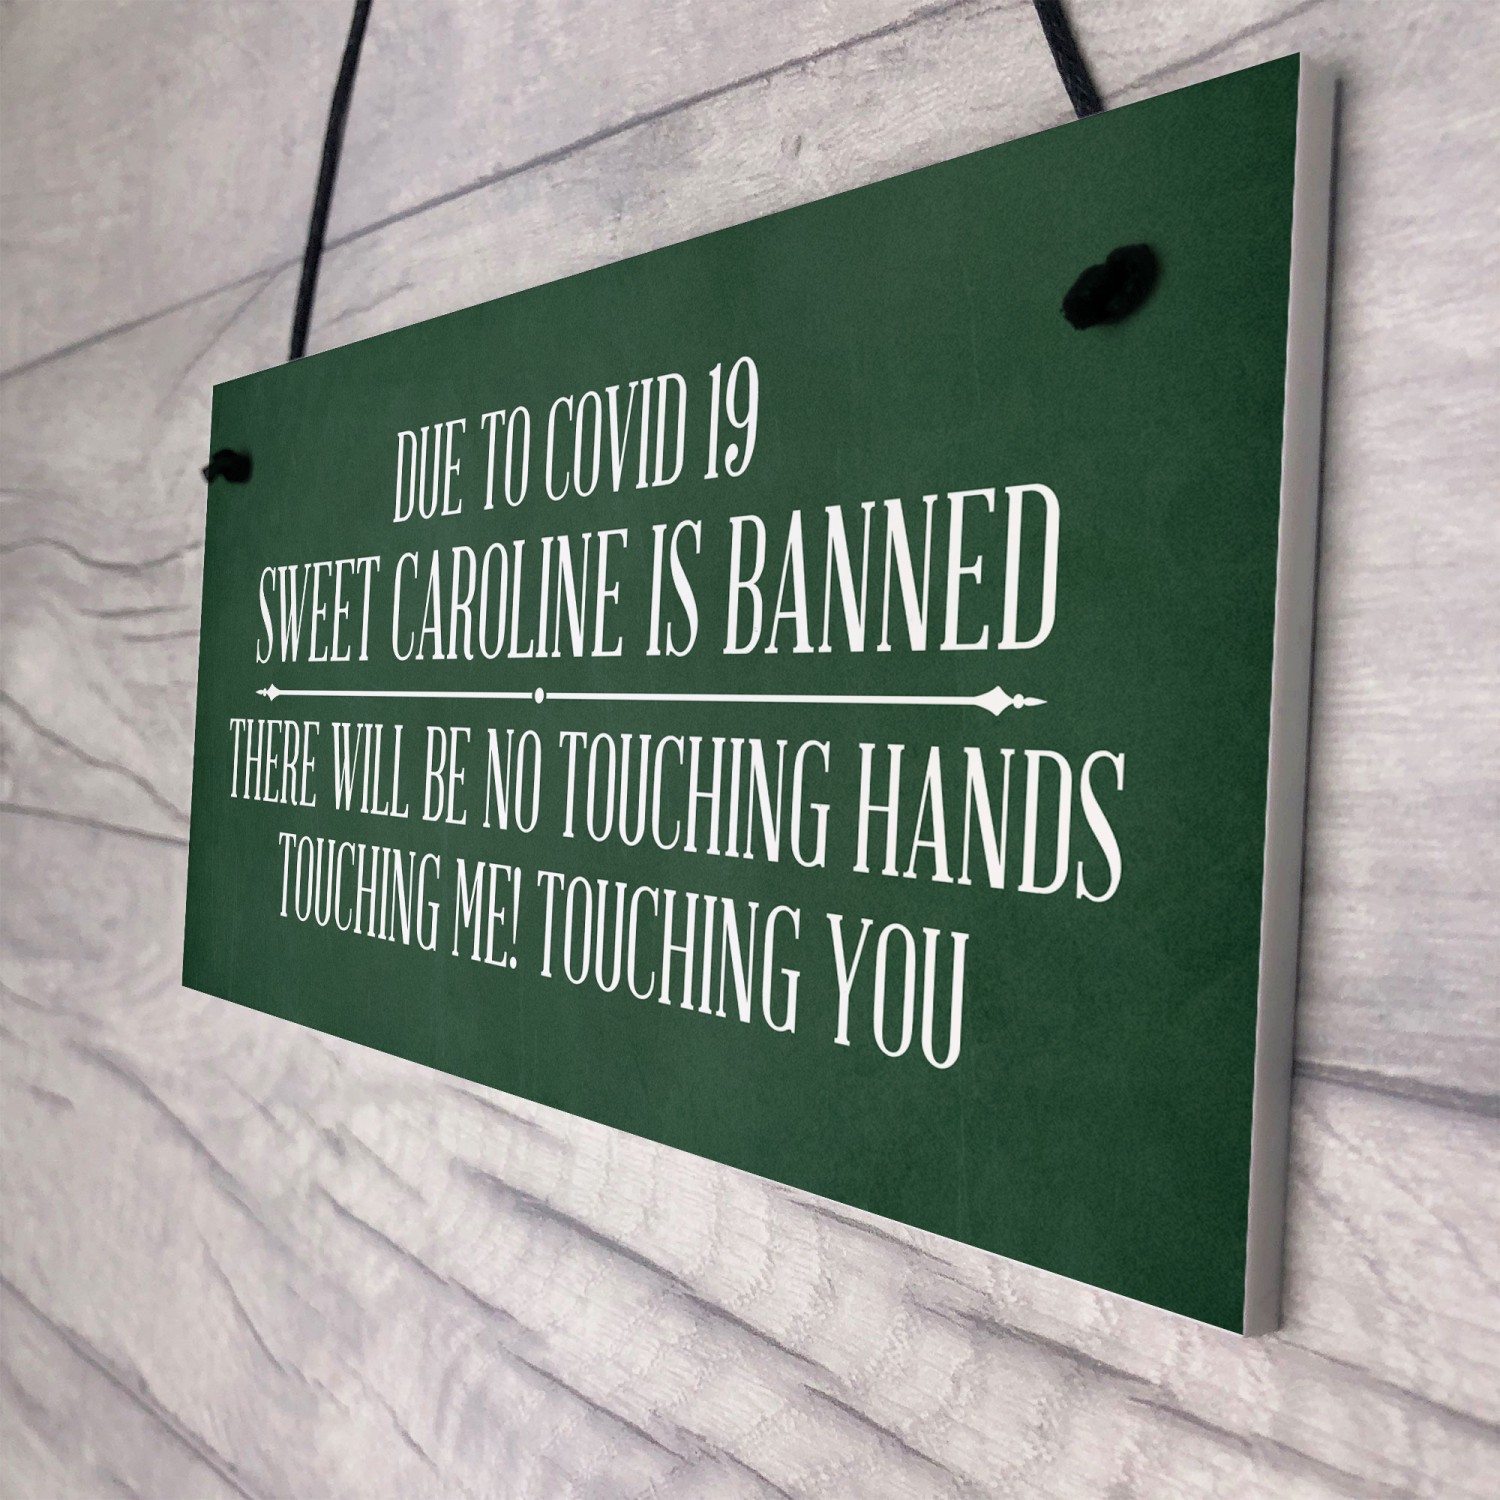 DUE TO COVID 19
SWEET CAROLINE IS BANNED
THERE WILL BE NO TOUCHING HANDS
TOUCHING ME! TOUCHING YOU